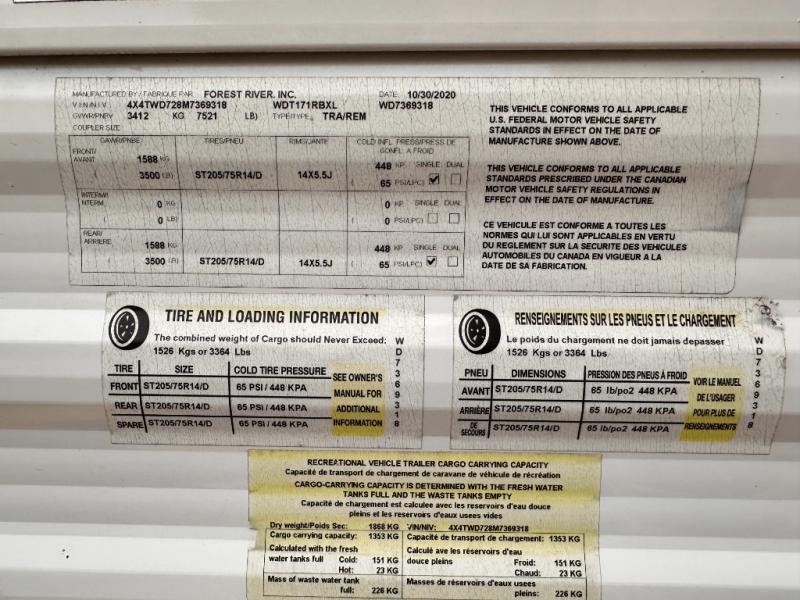 MANUFACTURED BY / FABRIQUE PAR FOREST RIVER, INC. DATE 10/30/2020
V I N/N I V 4X4TWD728M7369318 WDT171RBXL WD7369318
GVWR/PNBV 3412 KG 7521 LB) TYPE/TYPE TRA/REM
COUPLER SIZE
GAWR/PNBE TIRES/PNEU RIMS/JANTE COLD INFL PRESS/PRESS DE GONFL A FROID
FRONT/ AVANT 1588 KG 448 KP SINGLE DUAL
( 3500 LB) ST205/75R14/D 14X5.5J ( 65 PSI/LPC)
INTERM/ INTERM 0 KG 0 KP SINGLE DUAL
( 0 LB) ( 0 PSI/LPC)
REAR/ ARRIERE 1588 KG 448 KP SINGLE DUAL
( 3500 LB) ST205/75R14/D 14X5.5J ( 65 PSI/LPC)
THIS VEHICLE CONFORMS TO ALL APPLICABLE
U.S. FEDERAL MOTOR VEHICLE SAFETY
STANDARDS IN EFFECT ON THE DATE OF
MANUFACTURE SHOWN ABOVE.
THIS VEHICLE CONFORMS TO ALL APPLICABLE
STANDARDS PRESCRIBED UNDER THE CANADIAN
MOTOR VEHICLE SAFETY REGULATIONS IN
EFFECT ON THE DATE OF MANUFACTURE.
CE VEHICULE EST CONFORME A TOUTES LES
NORMES QUI SONT APPLICABLES EN VERTU
DU REGLEMENT SUR LA SECURITE DES VEHICULES
AUTOMOBILES DU CANADA EN VIGUEUR A LA
DATE DE SA FABRICATION.
TIRE AND LOADING INFORMATION
The combined weight of Cargo should Never Exceed:
1526 Kgs or 3364 Lbs
TIRE SIZE COLD TIRE PRESSURE
FRONT ST205/75R14/D 65 PSI / 448 KPA
REAR ST205/75R14/D 65 PSI / 448 KPA
SPARE ST205/75R14/D 65 PSI / 448 KPA
SEE OWNER'S
MANUAL FOR
ADDITIONAL
INFORMATION
WD7369318
RENSEIGNEMENTS SUR LES PNEUS ET LE CHARGEMENT
Le poids du chargement ne doit jamais depasser
1526 Kgs or 3364 Lbs
PNEU DIMENSIONS PRESSION DES PNEUS À FROID
AVANT ST205/75R14/D 65 lb/po2 448 KPA
ARRIÈRE ST205/75R14/D 65 lb/po2 448 KPA
DE SECOURS ST205/75R14/D 65 lb/po2 448 KPA
VOIR LE MANUEL
DE L'USAGER
POUR PLUS DE
RENSEIGNEMENTS
WD7369318
RECREATIONAL VEHICLE TRAILER CARGO CARRYING CAPACITY
Capacité de transport de chargement de caravane de véhicule de récréation
CARGO-CARRYING CAPACITY IS DETERMINED WITH THE FRESH WATER
TANKS FULL AND THE WASTE TANKS EMPTY
Capacité de chargement est calculee avec les reservoirs d'eau douce
pleins et les reservoirs d'eaux usees vides
Dry weight/Poids Sec: 1868 KG VIN/NIV: 4X4TWD728M7369318
Cargo carrying capacity: 1353 KG Capacité de transport de chargement: 1353 KG
Calculated with the fresh Calculé ave les réservoirs d'eau
water tanks full Cold: 151 KG douce pleins Froid: 151 KG
Hot: 23 KG Chaud: 23 KG
Mass of waste water tank Masses de réservoirs d'eaux usees
full: 226 KG pleins: 226 KG